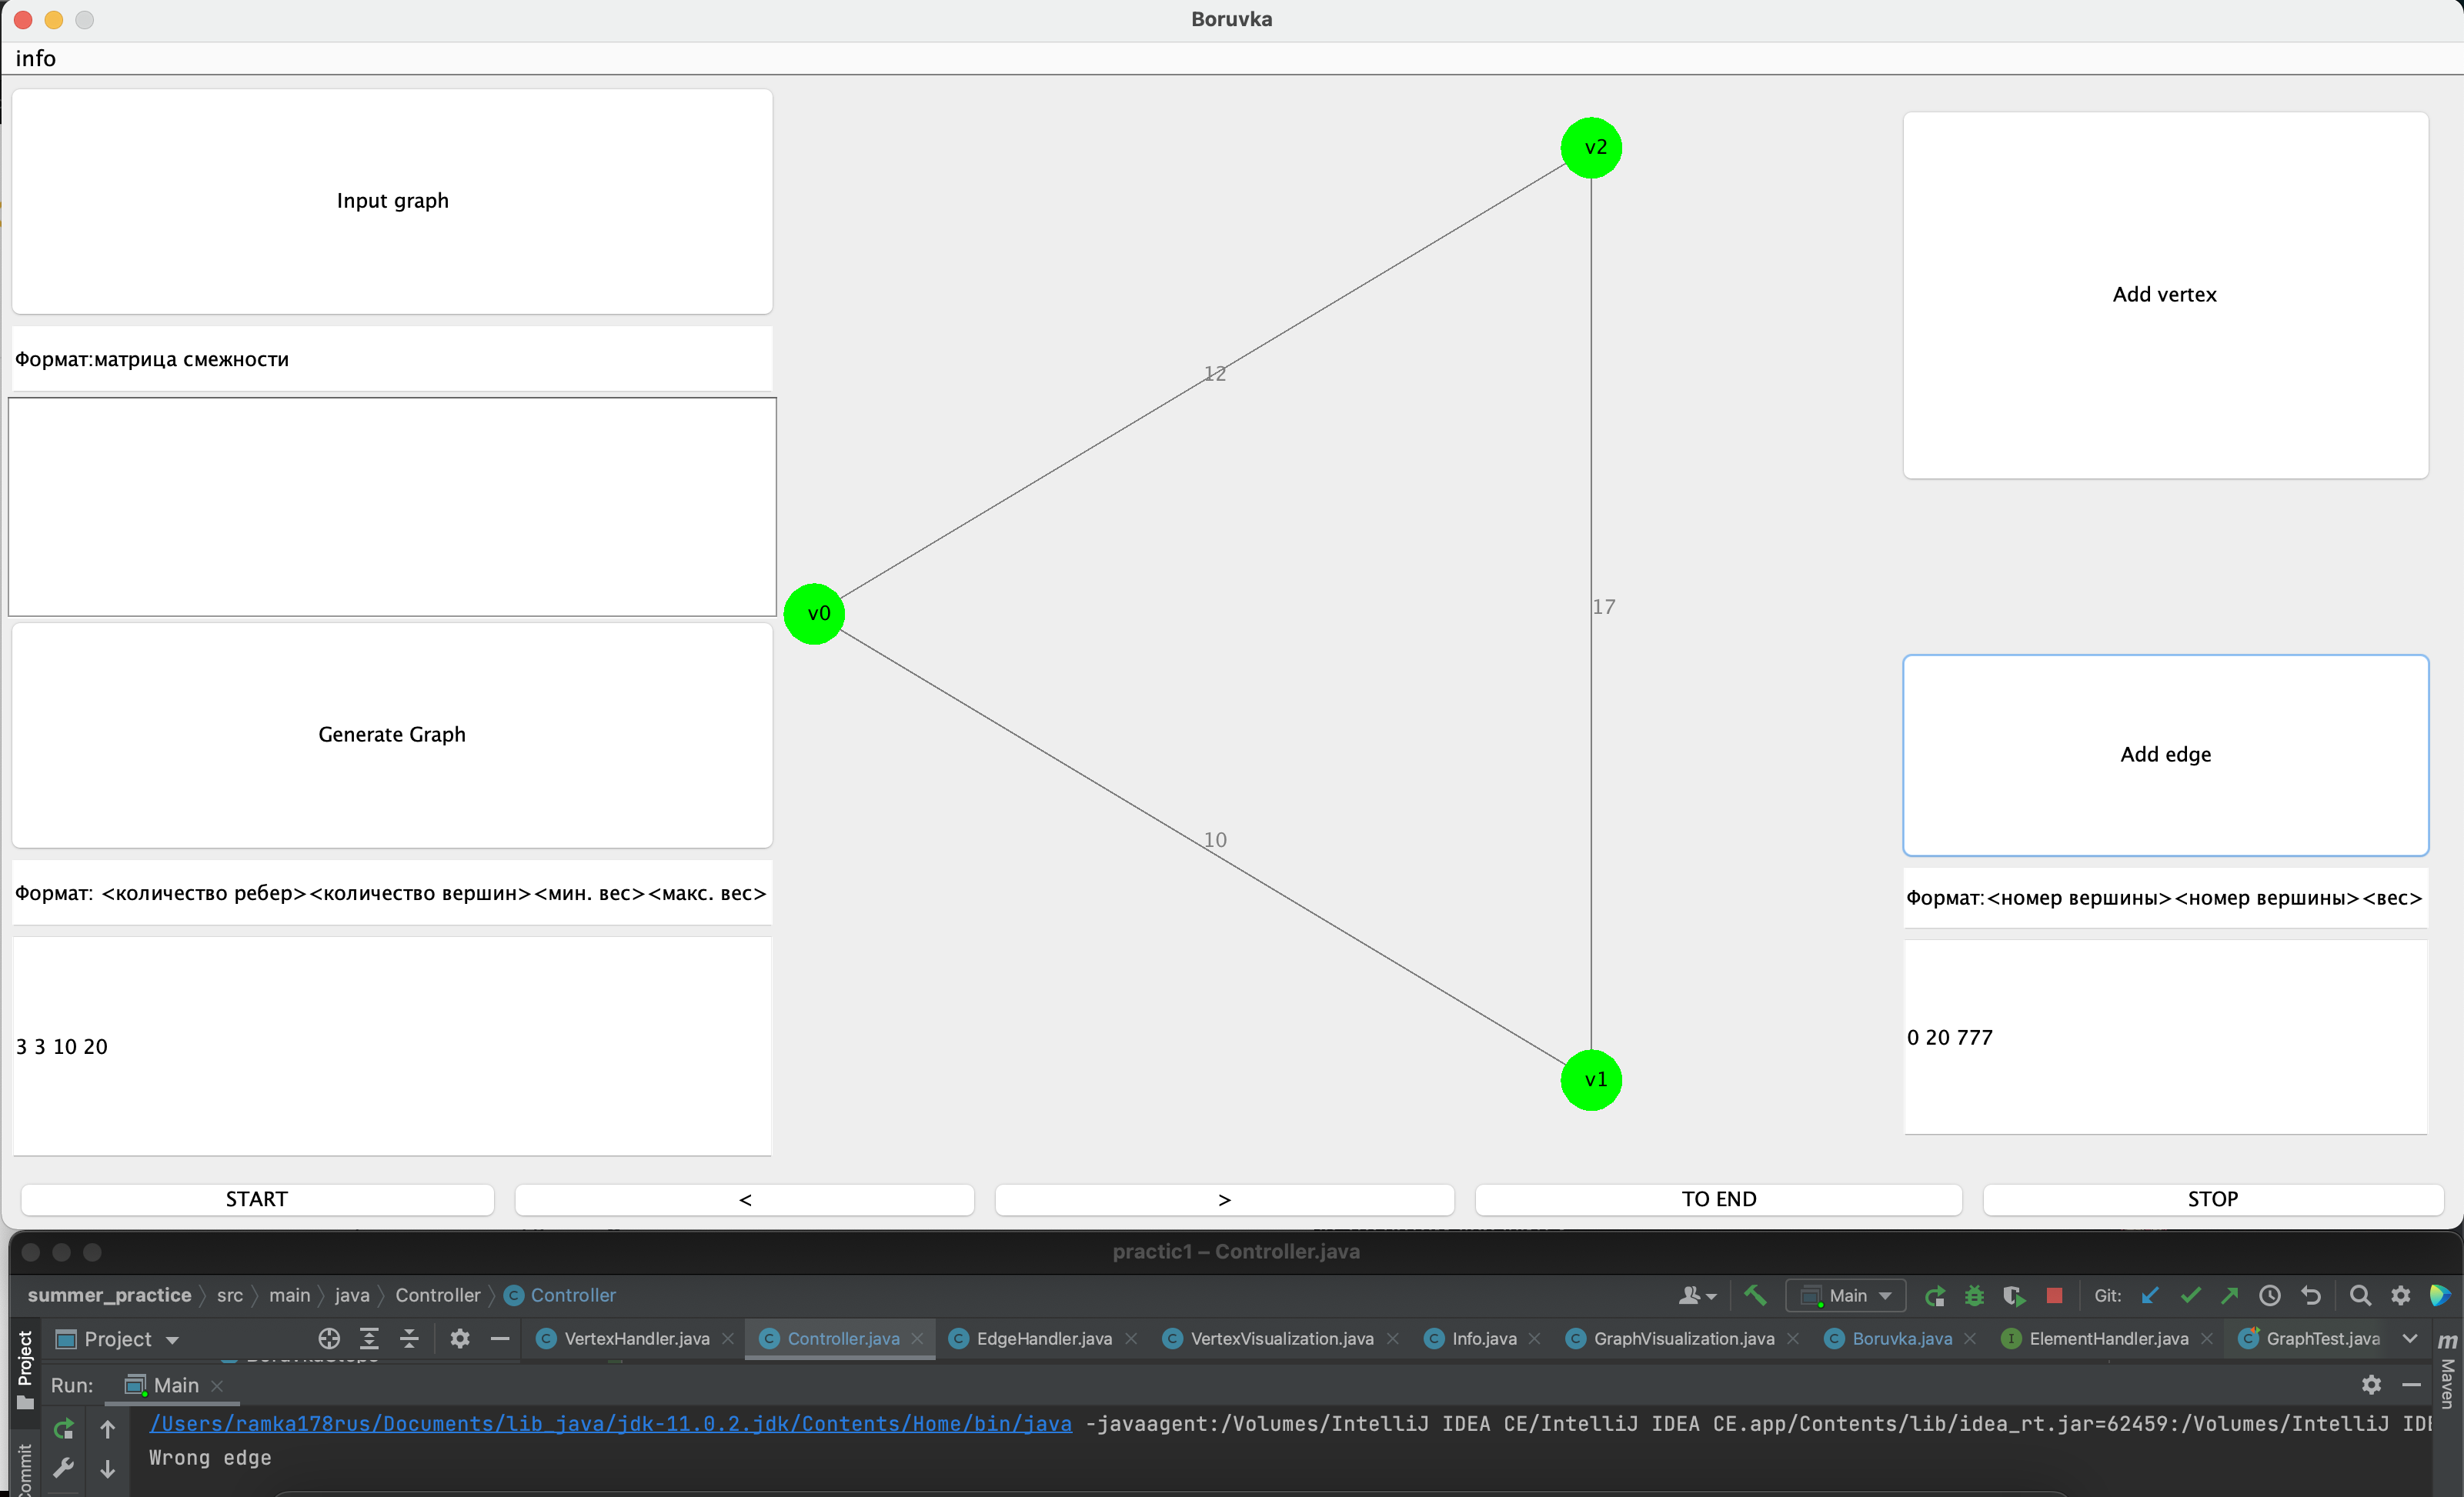 Boruvka
info
Input graph
Формат:матрица смежности
Generate Graph
Формат: <количество ребер><количество вершин><мин. вес><макс. вес>
3 3 10 20
v2
12
v0
17
10
v1
Add vertex
Add edge
Формат:<номер вершины><номер вершины><вес>
0 20 777
START < > TO END STOP
practic1 – Controller.java
summer_practice src main java Controller Controller Main Git:
Project VertexHandler.java Controller.java EdgeHandler.java VertexVisualization.java Info.java GraphVisualization.java Boruvka.java ElementHandler.java GraphTest.java
Project
Commit
m Maven
Run: Main
/Users/ramka178rus/Documents/lib_java/jdk-11.0.2.jdk/Contents/Home/bin/java -javaagent:/Volumes/IntelliJ IDEA CE/IntelliJ IDEA CE.app/Contents/lib/idea_rt.jar=62459:/Volumes/IntelliJ IDE
Wrong edge